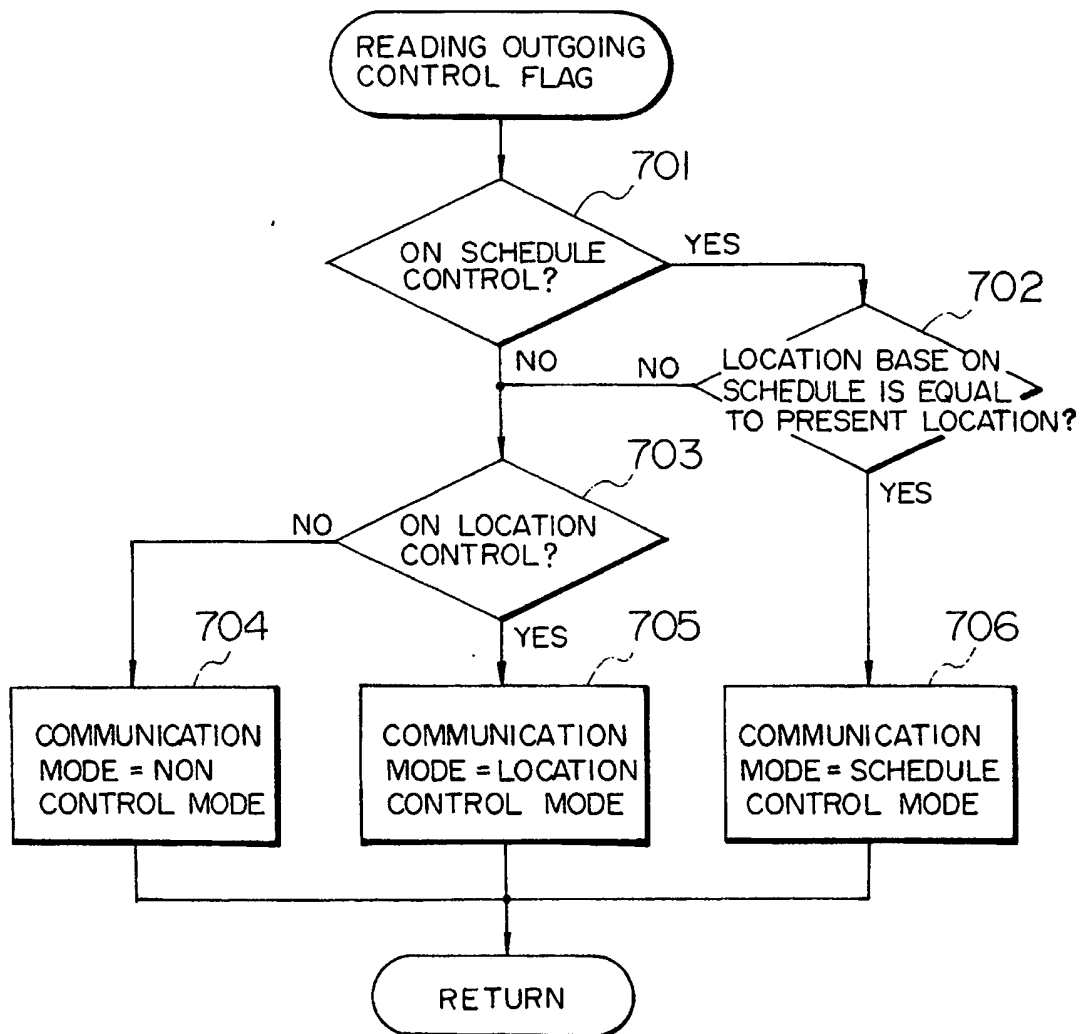 READING OUTGOING
CONTROL FLAG
701
ON SCHEDULE
CONTROL?
YES
702
NO
NO
LOCATION BASE ON
SCHEDULE IS EQUAL
TO PRESENT LOCATION?
703
YES
NO
ON LOCATION
CONTROL?
704
YES
705
706
COMMUNICATION
MODE = NON
CONTROL MODE
COMMUNICATION
MODE = LOCATION
CONTROL MODE
COMMUNICATION
MODE = SCHEDULE
CONTROL MODE
RETURN